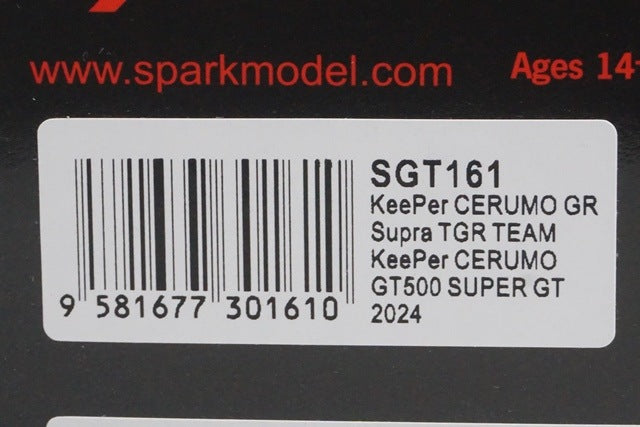 www.sparkmodel.com
Ages 14+
SGT161
KeePer CERUMO GR
Supra TGR TEAM
KeePer CERUMO
GT500 SUPER GT
2024
9 581677 301610